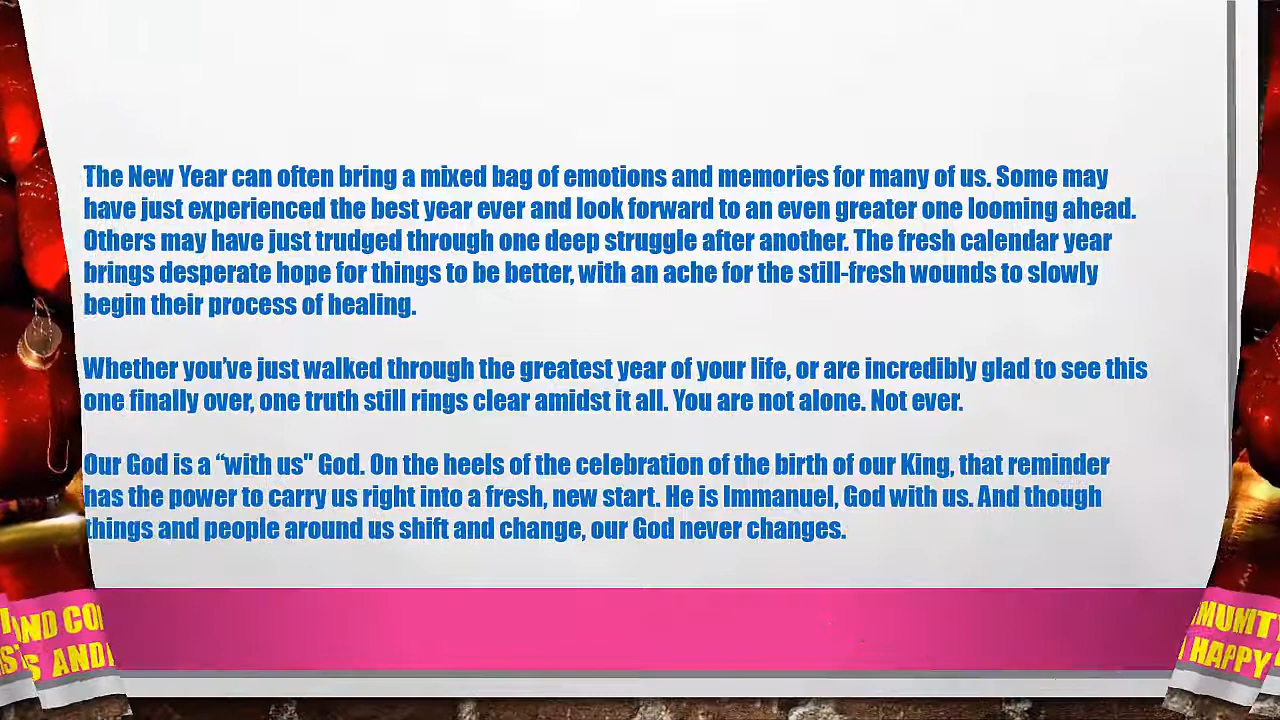 The New Year can often bring a mixed bag of emotions and memories for many of us. Some may
have just experienced the best year ever and look forward to an even greater one looming ahead.
Others may have just trudged through one deep struggle after another. The fresh calendar year
brings desperate hope for things to be better, with an ache for the still-fresh wounds to slowly
begin their process of healing.
Whether you’ve just walked through the greatest year of your life, or are incredibly glad to see this
one finally over, one truth still rings clear amidst it all. You are not alone. Not ever.
Our God is a “with us" God. On the heels of the celebration of the birth of our King, that reminder
has the power to carry us right into a fresh, new start. He is Immanuel, God with us. And though
things and people around us shift and change, our God never changes.
AND
AND
HAPPY